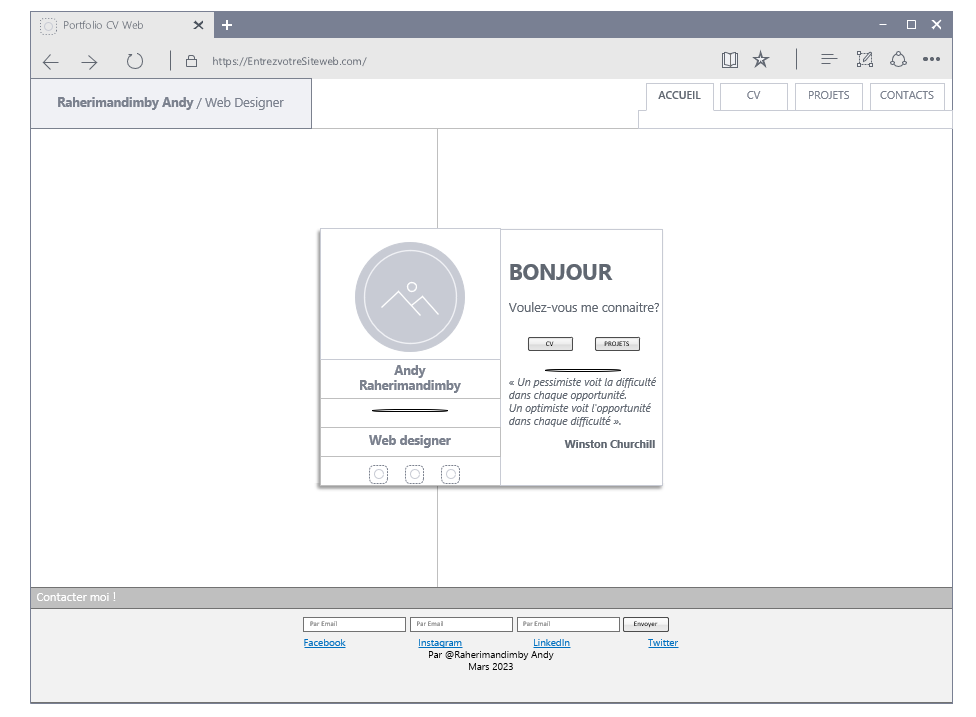 Portfolio CV Web
https://EntrezvotreSiteweb.com/
Raherimandimby Andy / Web Designer
ACCUEIL
CV
PROJETS
CONTACTS
Andy
Raherimandimby
Web designer
BONJOUR
Voulez-vous me connaitre?
CV
PROJETS
« Un pessimiste voit la difficulté
dans chaque opportunité.
Un optimiste voit l'opportunité
dans chaque difficulté ».
Winston Churchill
Contacter moi !
Par Email
Par Email
Par Email
Envoyer
Facebook
Instagram
LinkedIn
Twitter
Par @Raherimandimby Andy
Mars 2023